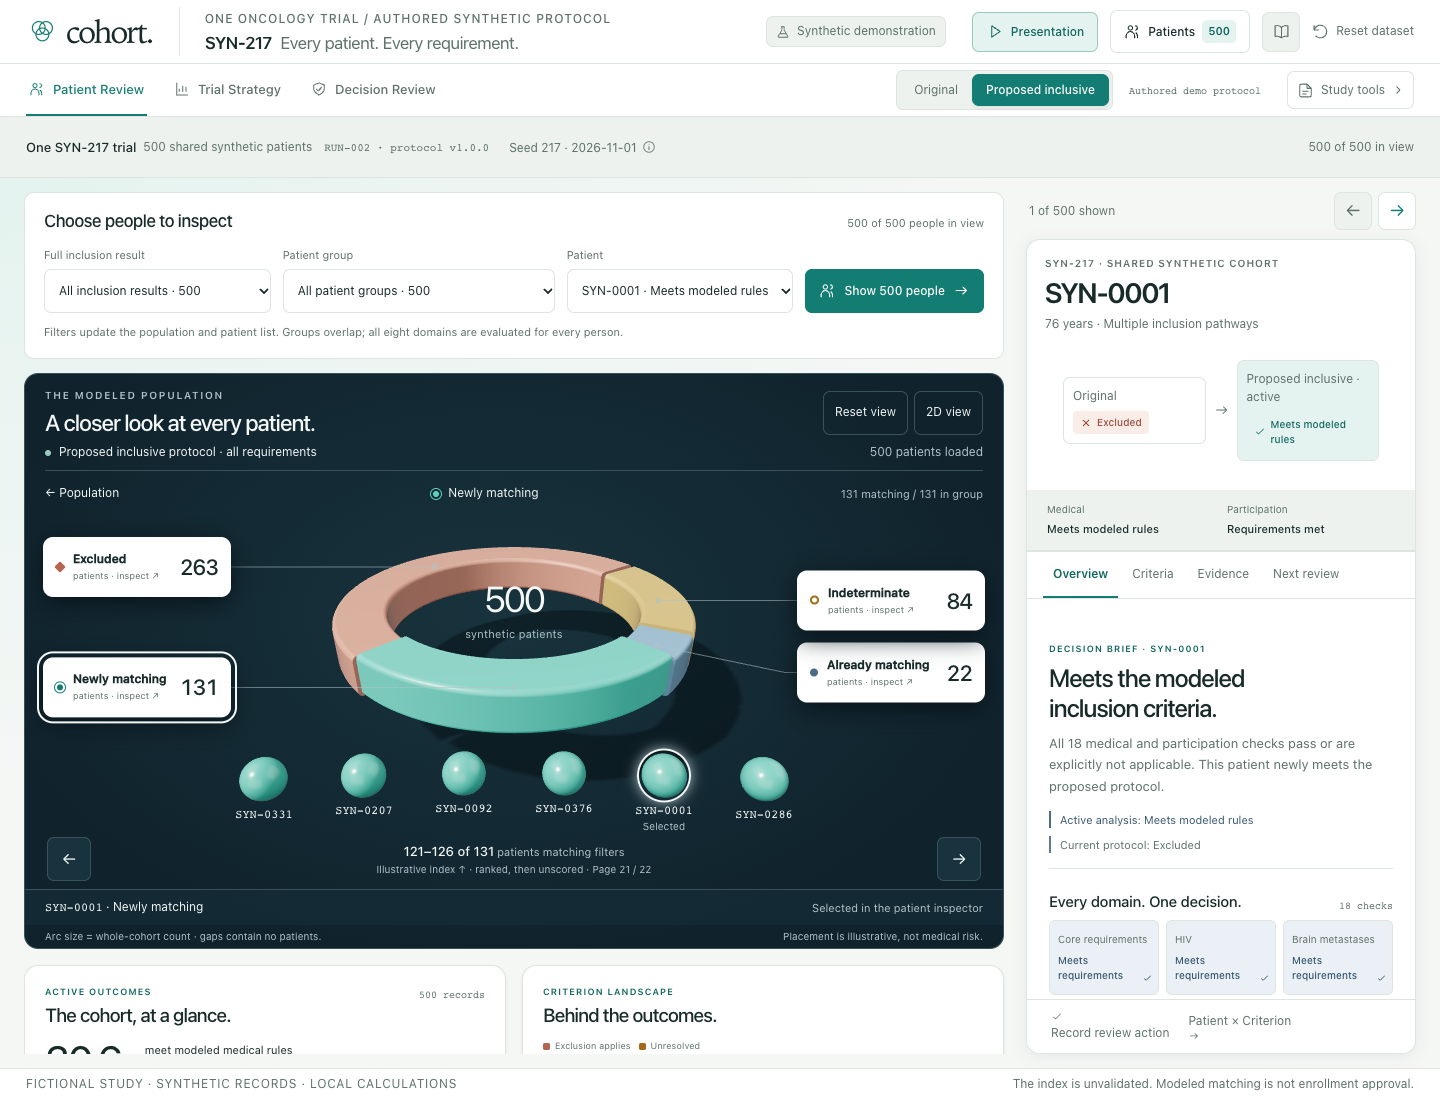 cohort.
ONE ONCOLOGY TRIAL / AUTHORED SYNTHETIC PROTOCOL
SYN-217 Every patient. Every requirement.
Synthetic demonstration
Presentation
Patients 500
Reset dataset
Patient Review
Trial Strategy
Decision Review
Original
Proposed inclusive
Authored demo protocol
Study tools
One SYN-217 trial 500 shared synthetic patients RUN-002 · protocol v1.0.0 Seed 217 · 2026-11-01
500 of 500 in view
Choose people to inspect
500 of 500 people in view
Full inclusion result
Patient group
Patient
All inclusion results · 500
All patient groups · 500
SYN-0001 · Meets modeled rules
Show 500 people →
Filters update the population and patient list. Groups overlap; all eight domains are evaluated for every person.
THE MODELED POPULATION
A closer look at every patient.
Reset view
2D view
Proposed inclusive protocol · all requirements
500 patients loaded
← Population
Newly matching
131 matching / 131 in group
Excluded
patients · inspect ↗
263
500
synthetic patients
Indeterminate
patients · inspect ↗
84
Newly matching
patients · inspect ↗
131
Already matching
patients · inspect ↗
22
SYN-0331
SYN-0207
SYN-0092
SYN-0376
SYN-0001
Selected
SYN-0286
←
121–126 of 131 patients matching filters
Illustrative index ↑ · ranked, then unscored · Page 21 / 22
→
SYN-0001 · Newly matching
Selected in the patient inspector
Arc size = whole-cohort count · gaps contain no patients.
Placement is illustrative, not medical risk.
ACTIVE OUTCOMES
500 records
The cohort, at a glance.
meet modeled medical rules
CRITERION LANDSCAPE
Behind the outcomes.
Exclusion applies
Unresolved
1 of 500 shown
← →
SYN-217 · SHARED SYNTHETIC COHORT
SYN-0001
76 years · Multiple inclusion pathways
Original
× Excluded
→
Proposed inclusive ·
active
✓ Meets modeled
rules
Medical
Meets modeled rules
Participation
Requirements met
Overview
Criteria
Evidence
Next review
DECISION BRIEF · SYN-0001
Meets the modeled
inclusion criteria.
All 18 medical and participation checks pass or are
explicitly not applicable. This patient newly meets the
proposed protocol.
Active analysis: Meets modeled rules
Current protocol: Excluded
Every domain. One decision.
18 checks
Core requirements
Meets
requirements ✓
HIV
Meets
requirements ✓
Brain metastases
Meets
requirements ✓
✓
Record review action
Patient × Criterion
→
FICTIONAL STUDY · SYNTHETIC RECORDS · LOCAL CALCULATIONS
The index is unvalidated. Modeled matching is not enrollment approval.